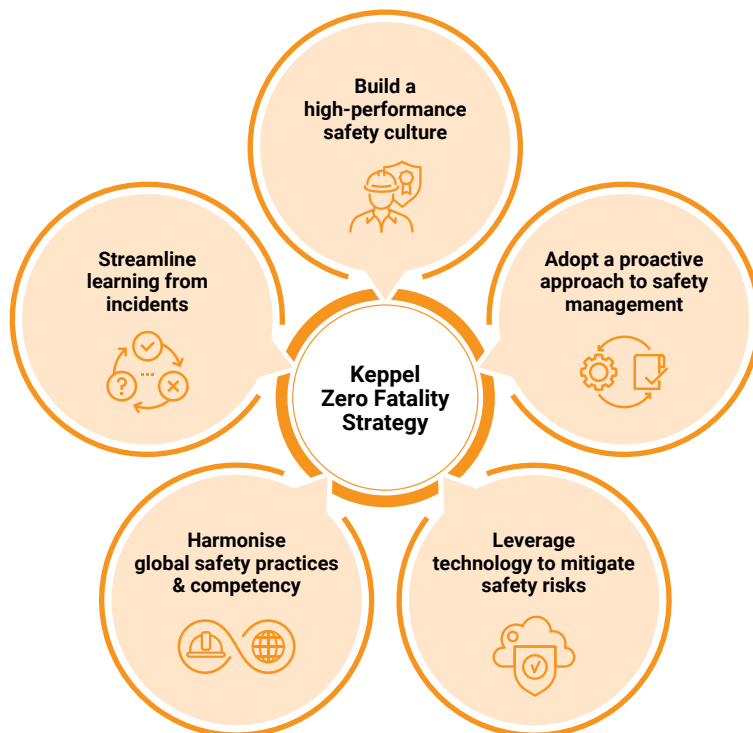 Build a
high-performance
safety culture
Streamline
learning from
incidents
Adopt a proactive
approach to safety
management
Keppel
Zero Fatality
Strategy
Harmonise
global safety practices
& competency
Leverage
technology to mitigate
safety risks